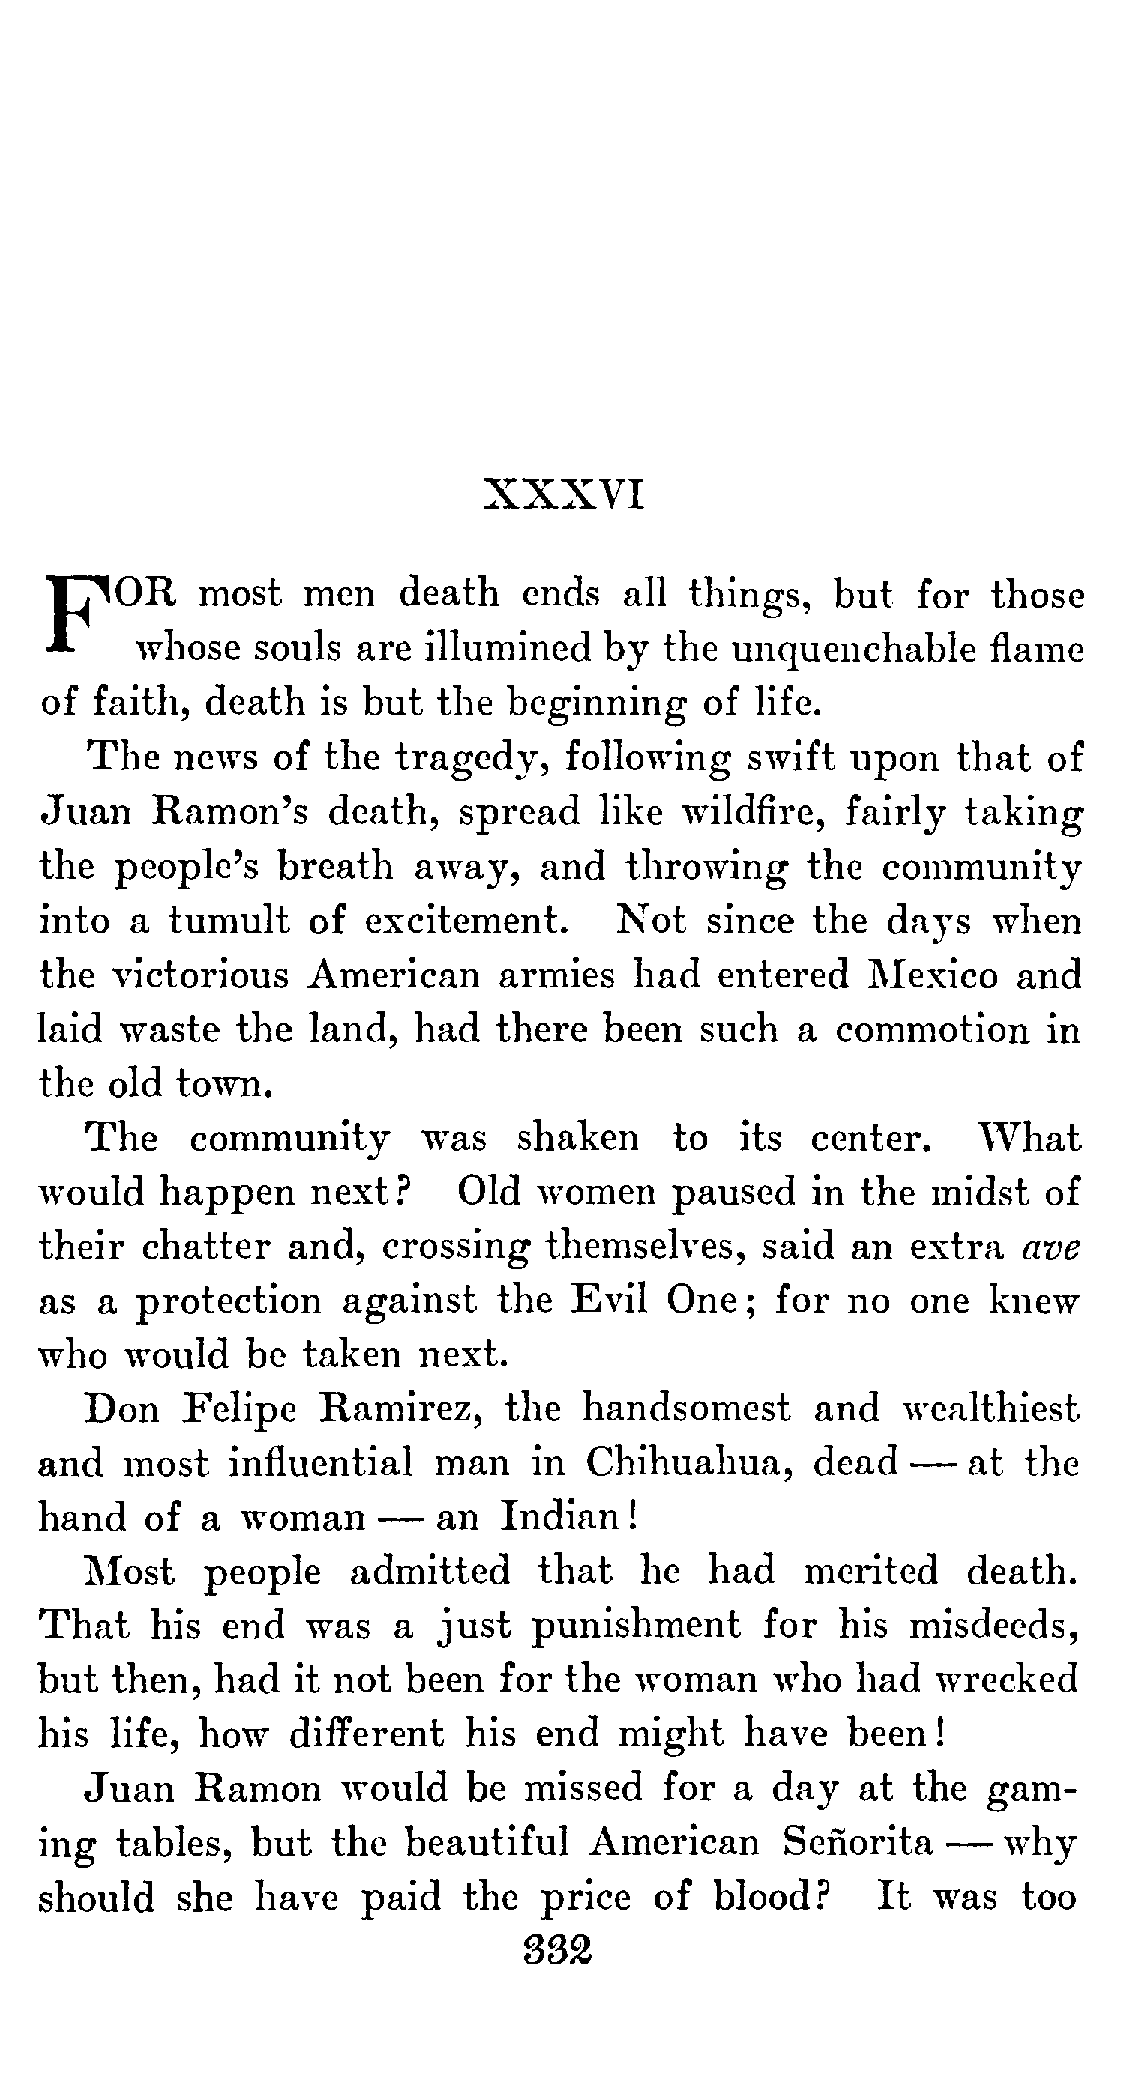 XXXVI
FOR most men death ends all things, but for those
whose souls are illumined by the unquenchable flame
of faith, death is but the beginning of life.
The news of the tragedy, following swift upon that of
Juan Ramon's death, spread like wildfire, fairly taking
the people's breath away, and throwing the community
into a tumult of excitement. Not since the days when
the victorious American armies had entered Mexico and
laid waste the land, had there been such a commotion in
the old town.
The community was shaken to its center. What
would happen next? Old women paused in the midst of
their chatter and, crossing themselves, said an extra ave
as a protection against the Evil One; for no one knew
who would be taken next.
Don Felipe Ramirez, the handsomest and wealthiest
and most influential man in Chihuahua, dead — at the
hand of a woman — an Indian!
Most people admitted that he had merited death.
That his end was a just punishment for his misdeeds,
but then, had it not been for the woman who had wrecked
his life, how different his end might have been!
Juan Ramon would be missed for a day at the gam-
ing tables, but the beautiful American Señorita — why
should she have paid the price of blood? It was too
332